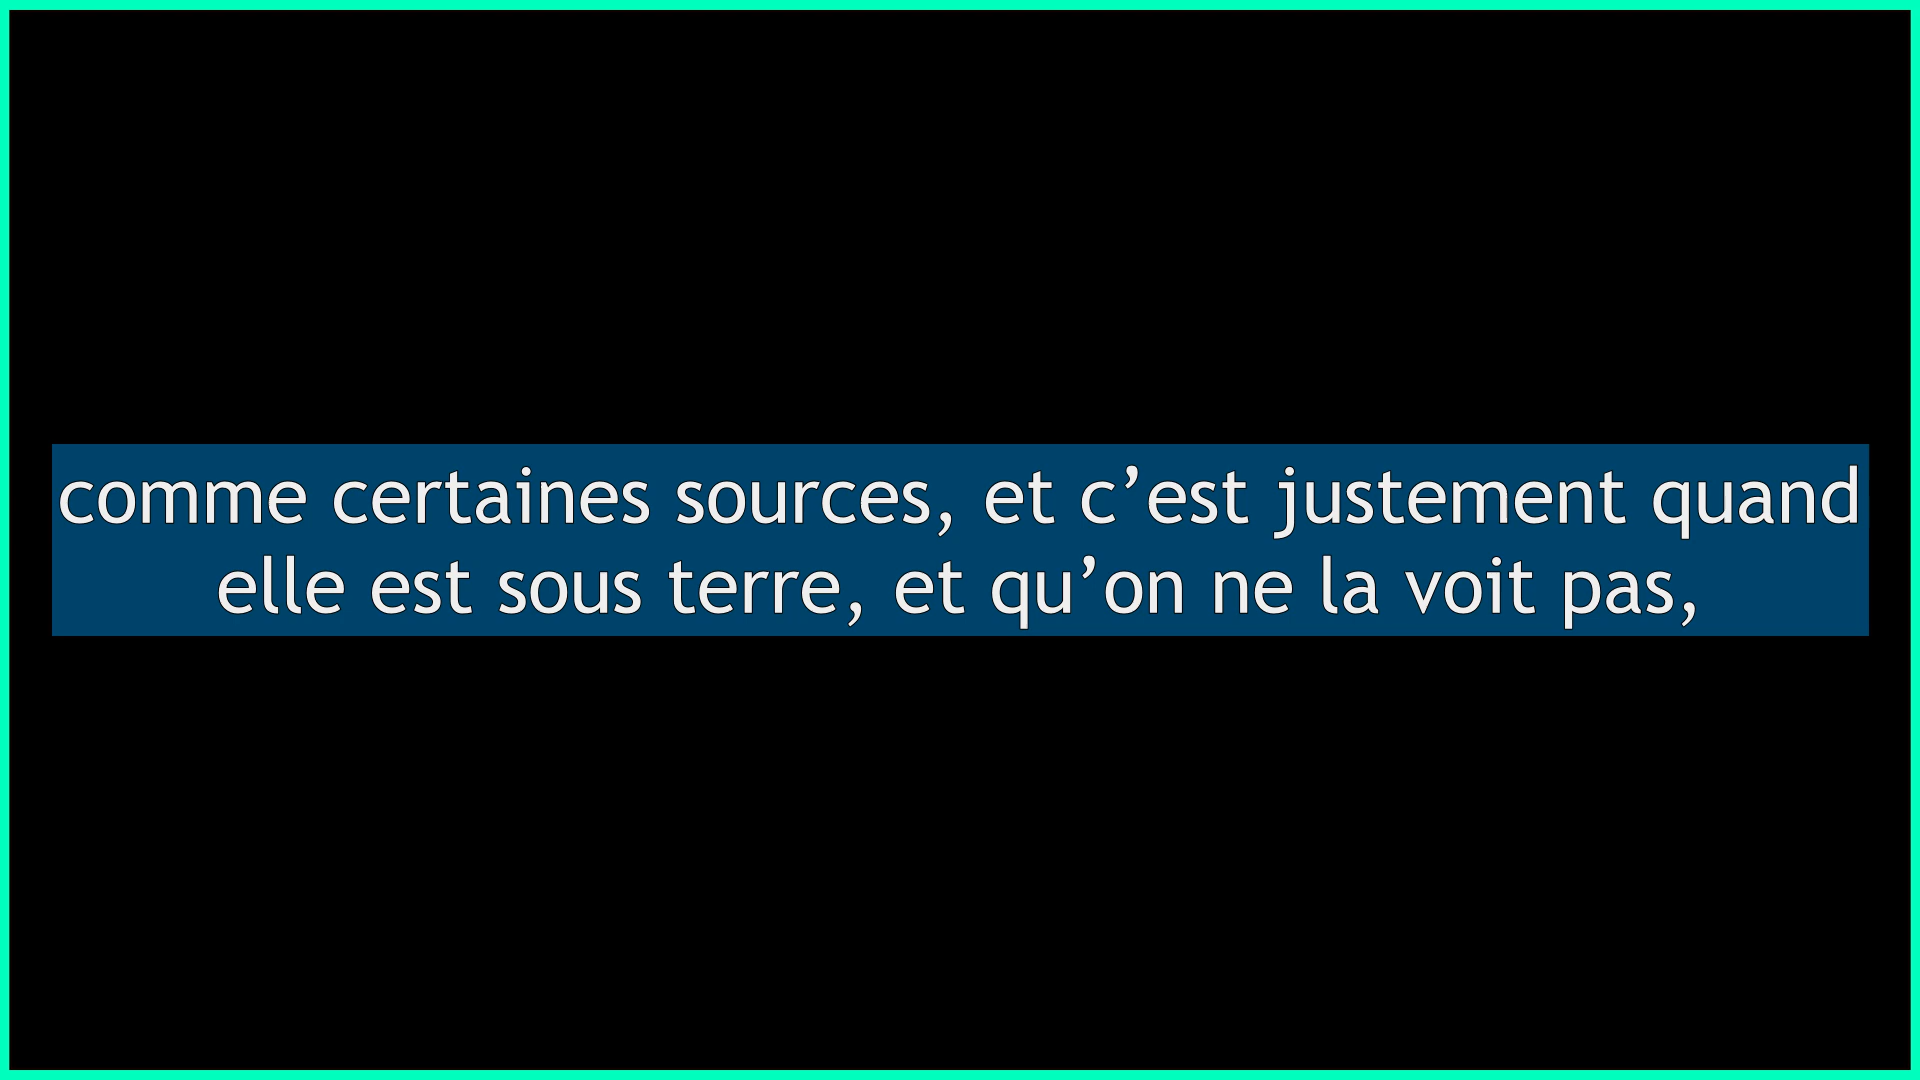 comme certaines sources, et c’est justement quand
elle est sous terre, et qu’on ne la voit pas,